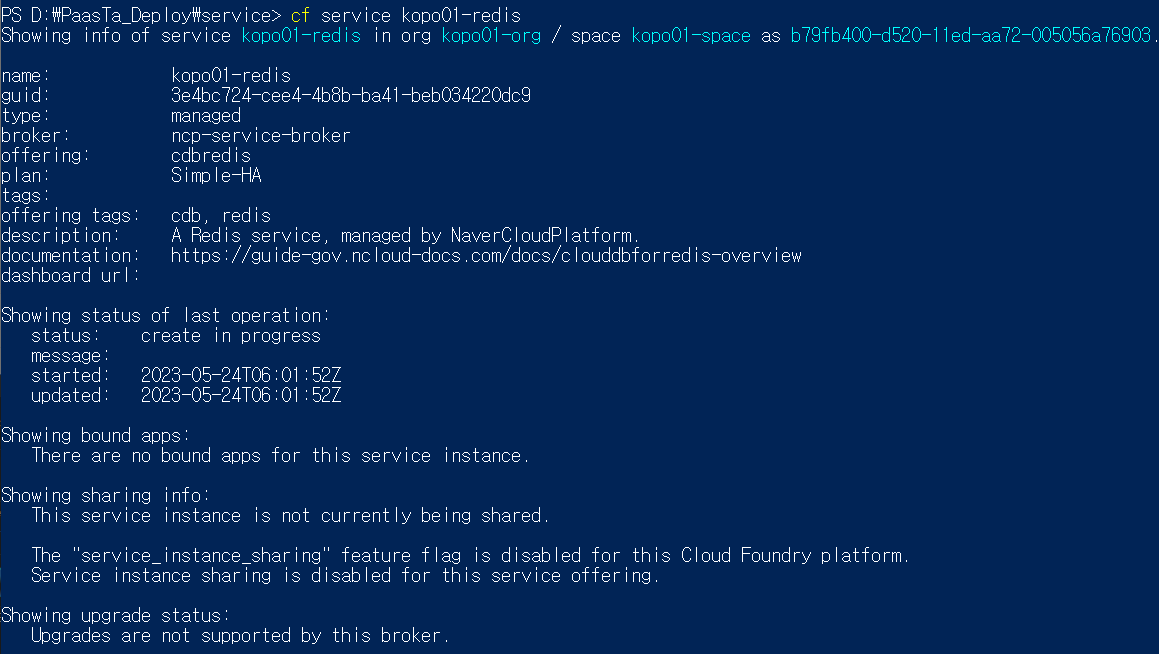 PS D:\PaasTa_Deploy\service> cf service kopo01-redis
Showing info of service kopo01-redis in org kopo01-org / space kopo01-space as b79fb400-d520-11ed-aa72-005056a76903.
name: kopo01-redis
guid: 3e4bc724-cee4-4b8b-ba41-beb034220dc9
type: managed
broker: ncp-service-broker
offering: cdbredis
plan: Simple-HA
tags:
offering tags: cdb, redis
description: A Redis service, managed by NaverCloudPlatform.
documentation: https://guide-gov.ncloud-docs.com/docs/clouddbforredis-overview
dashboard url:
Showing status of last operation:
status: create in progress
message:
started: 2023-05-24T06:01:52Z
updated: 2023-05-24T06:01:52Z
Showing bound apps:
There are no bound apps for this service instance.
Showing sharing info:
This service instance is not currently being shared.
The "service_instance_sharing" feature flag is disabled for this Cloud Foundry platform.
Service instance sharing is disabled for this service offering.
Showing upgrade status:
Upgrades are not supported by this broker.